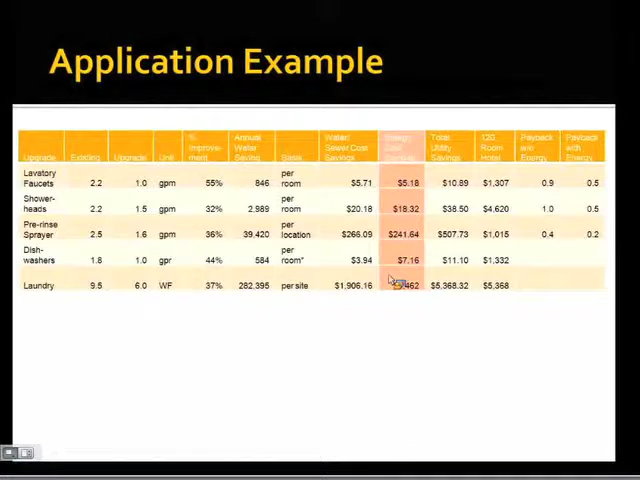 Application Example
Upgrade Existing Upgrade Unit % Improve-ment Annual Water Saving Basis Water/ Sewer Cost Savings Energy Cost Total Utility Savings 120 Room Hotel Payback w/o Energy Payback with Energy
Lavatory Faucets 2.2 1.0 gpm 55% 846 per room $5.71 $5.18 $10.89 $1,307 0.9 0.5
Shower-heads 2.2 1.5 gpm 32% 2,989 per room $20.18 $18.32 $38.50 $4,620 1.0 0.5
Pre-rinse Sprayer 2.5 1.6 gpm 36% 39,420 per location $266.09 $241.64 $507.73 $1,015 0.4 0.2
Dish-washers 1.8 1.0 gpr 44% 584 per room* $3.94 $7.16 $11.10 $1,332
Laundry 9.5 6.0 WF 37% 282,395 per site $1,906.16 $5,368.32 $5,368